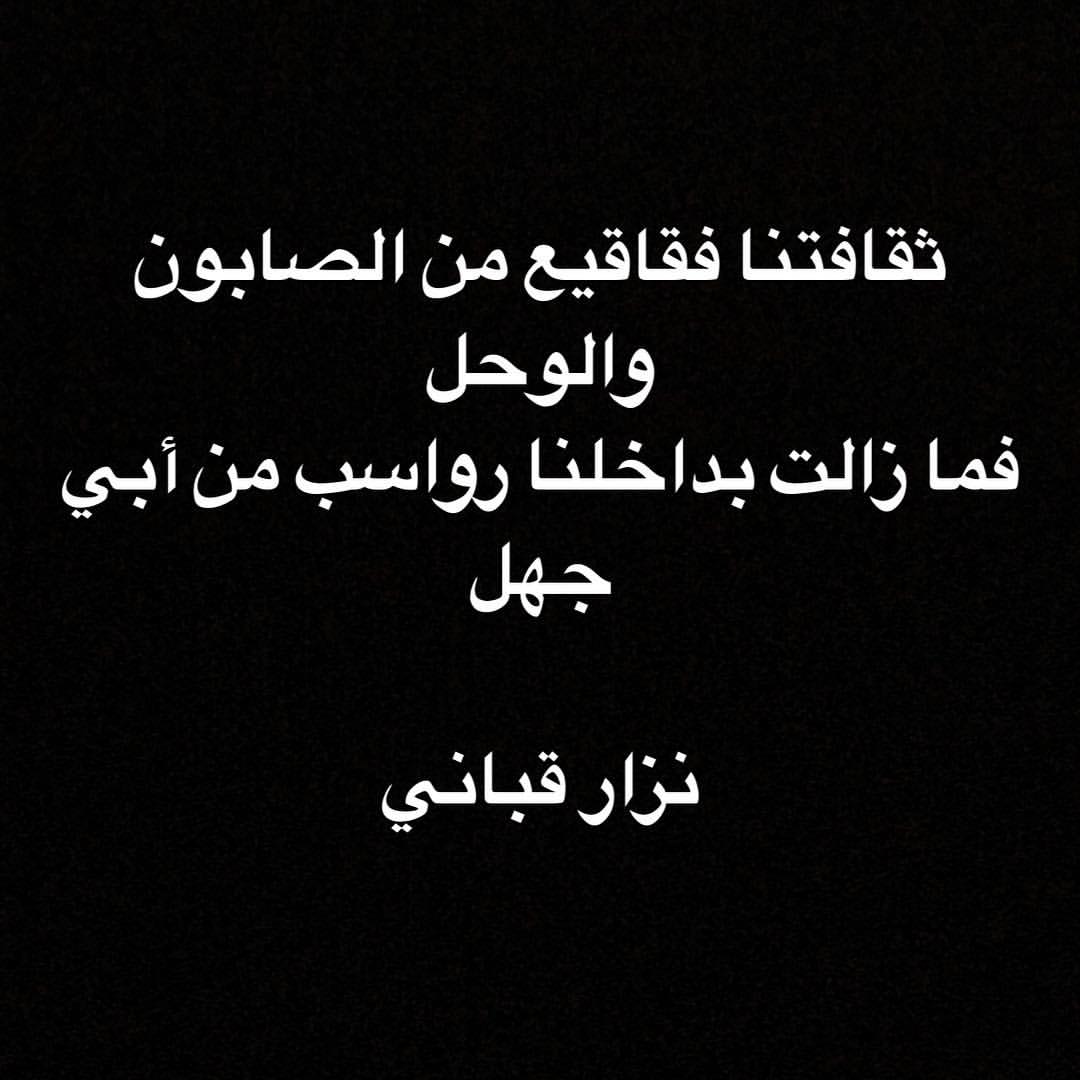 ثقافتنا فقاقيع من الصابون
والوحل
فما زالت بداخلنا رواسب من أبي
جهل
نزار قباني